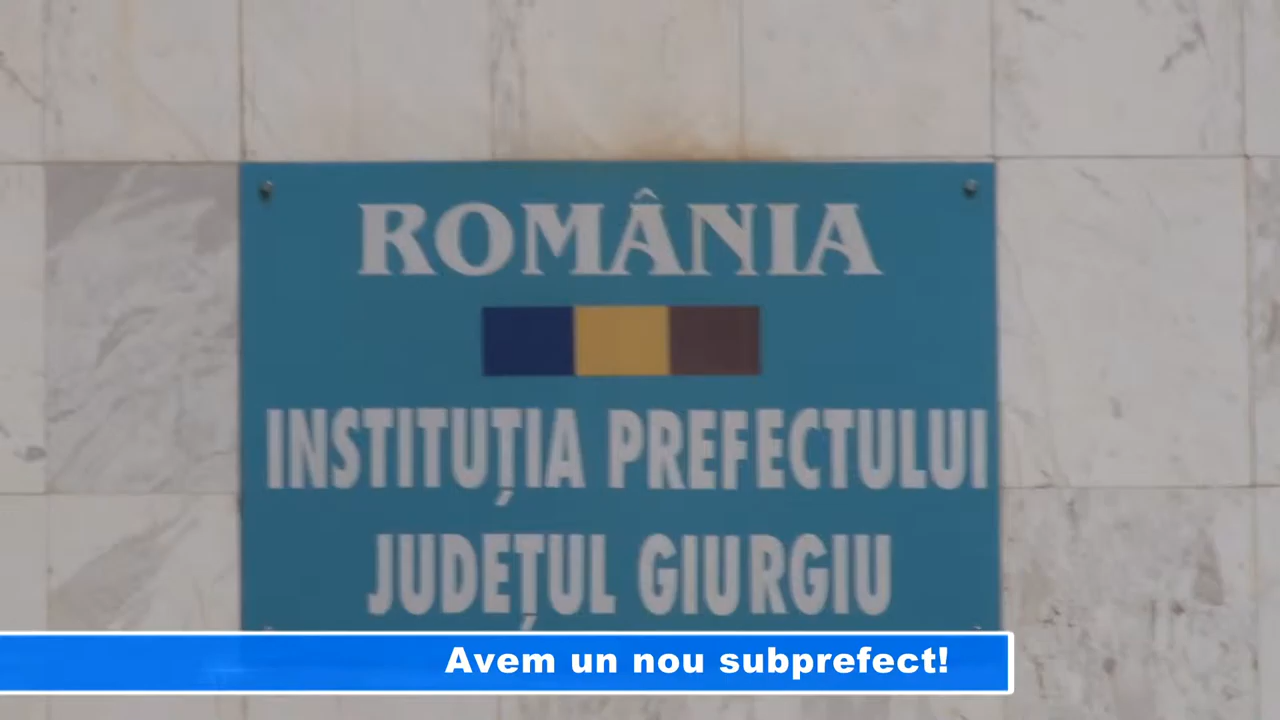 ROMÂNIA
INSTITUȚIA PREFECTULUI
JUDEȚUL GIURGIU
Avem un nou subprefect!